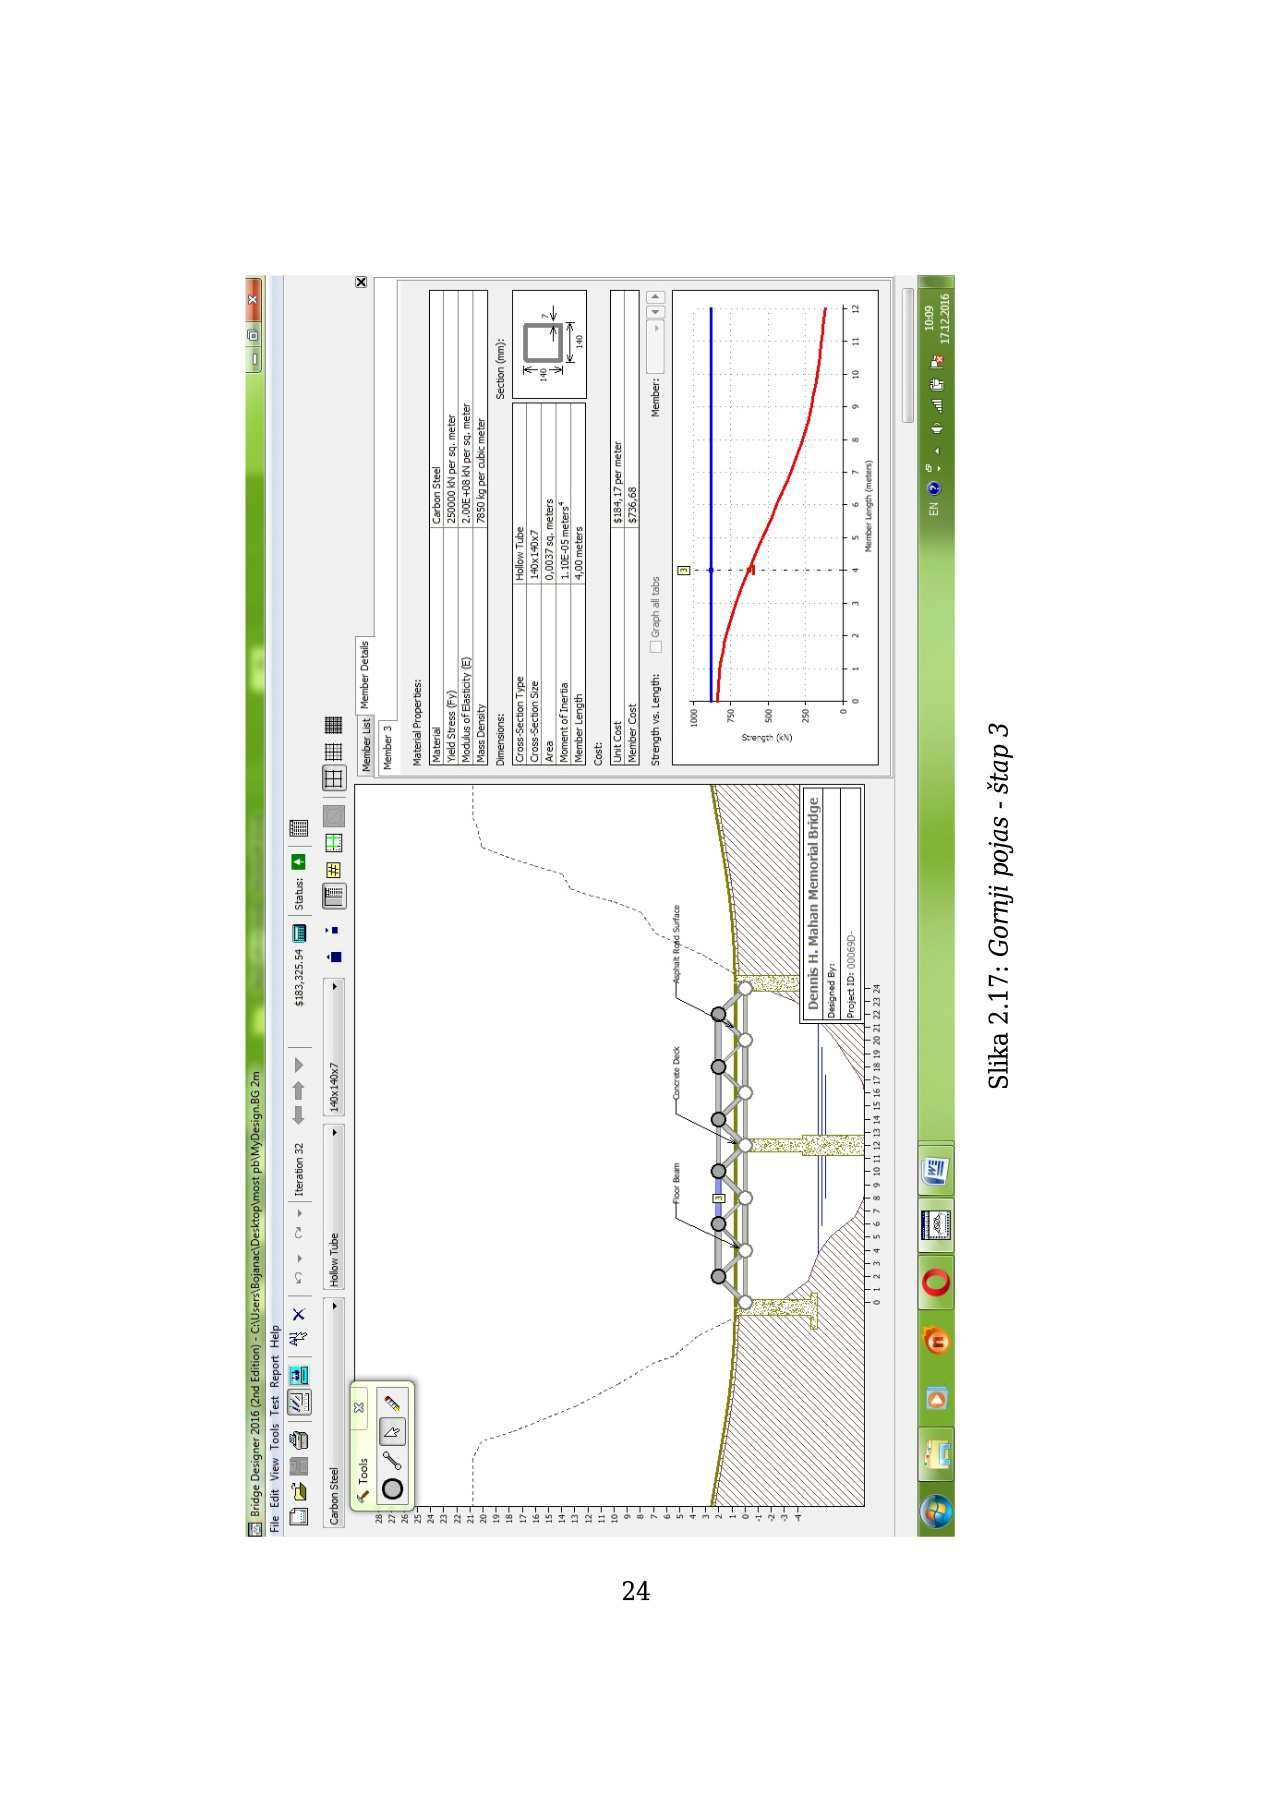 Bridge Designer 2016 (2nd Edition) - C:\Users\Bojanac\Desktop\most pb\MyDesign.BG 2m
File Edit View Tools Test Report Help
Iteration 32
$183,325.54
Status:
Carbon Steel
Hollow Tube
140x140x7
Tools
28
27
26
25
24
23
22
21
20
19
18
17
16
15
14
13
12
11
10
9
8
7
6
5
4
3
2
1
0
-1
-2
-3
-4
Floor Beam
Concrete Deck
Asphalt Road Surface
3
0 1 2 3 4 5 6 7 8 9 10 11 12 13 14 15 16 17 18 19 20 21 22 23 24
Dennis H. Mahan Memorial Bridge
Designed By:
Project ID: 00069D-
Member List Member Details
Member 3
Material Properties:
Material Carbon Steel
Yield Stress (Fy) 250000 kN per sq. meter
Modulus of Elasticity (E) 2.00E+08 kN per sq. meter
Mass Density 7850 kg per cubic meter
Dimensions:
Section (mm):
Cross-Section Type Hollow Tube
Cross-Section Size 140x140x7
Area 0,0037 sq. meters
Moment of Inertia 1.10E-05 meters⁴
Member Length 4,00 meters
140
7
140
Cost:
Unit Cost $184,17 per meter
Member Cost $736,68
Strength vs. Length:
Graph all tabs
Member:
3
1000
750
500
250
0
Strength (kN)
0 1 2 3 4 5 6 7 8 9 10 11 12
Member Length (meters)
EN
10:09
17.12.2016
Slika 2.17: Gornji pojas - štap 3
24